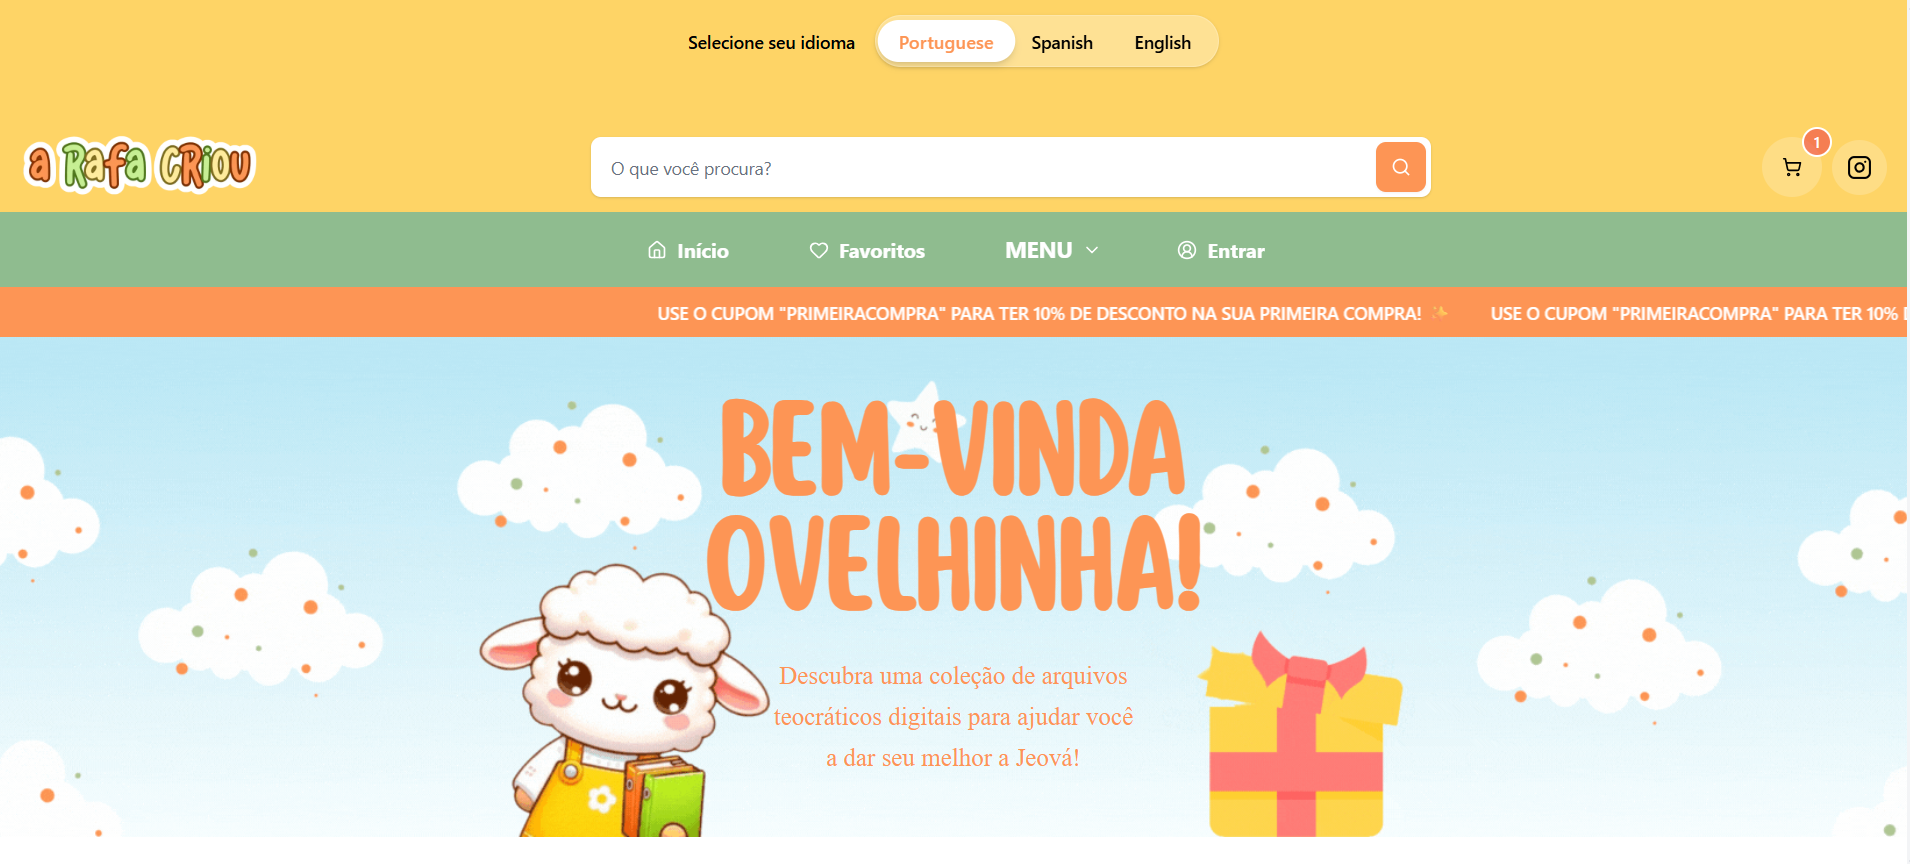 Selecione seu idioma Portuguese Spanish English
a Rafa CRiou
O que você procura?
1
Início Favoritos MENU Entrar
USE O CUPOM "PRIMEIRACOMPRA" PARA TER 10% DE DESCONTO NA SUA PRIMEIRA COMPRA! ✨ USE O CUPOM "PRIMEIRACOMPRA" PARA TER 10%
BEM-VINDA
OVELHINHA!
Descubra uma coleção de arquivos
teocráticos digitais para ajudar você
a dar seu melhor a Jeová!